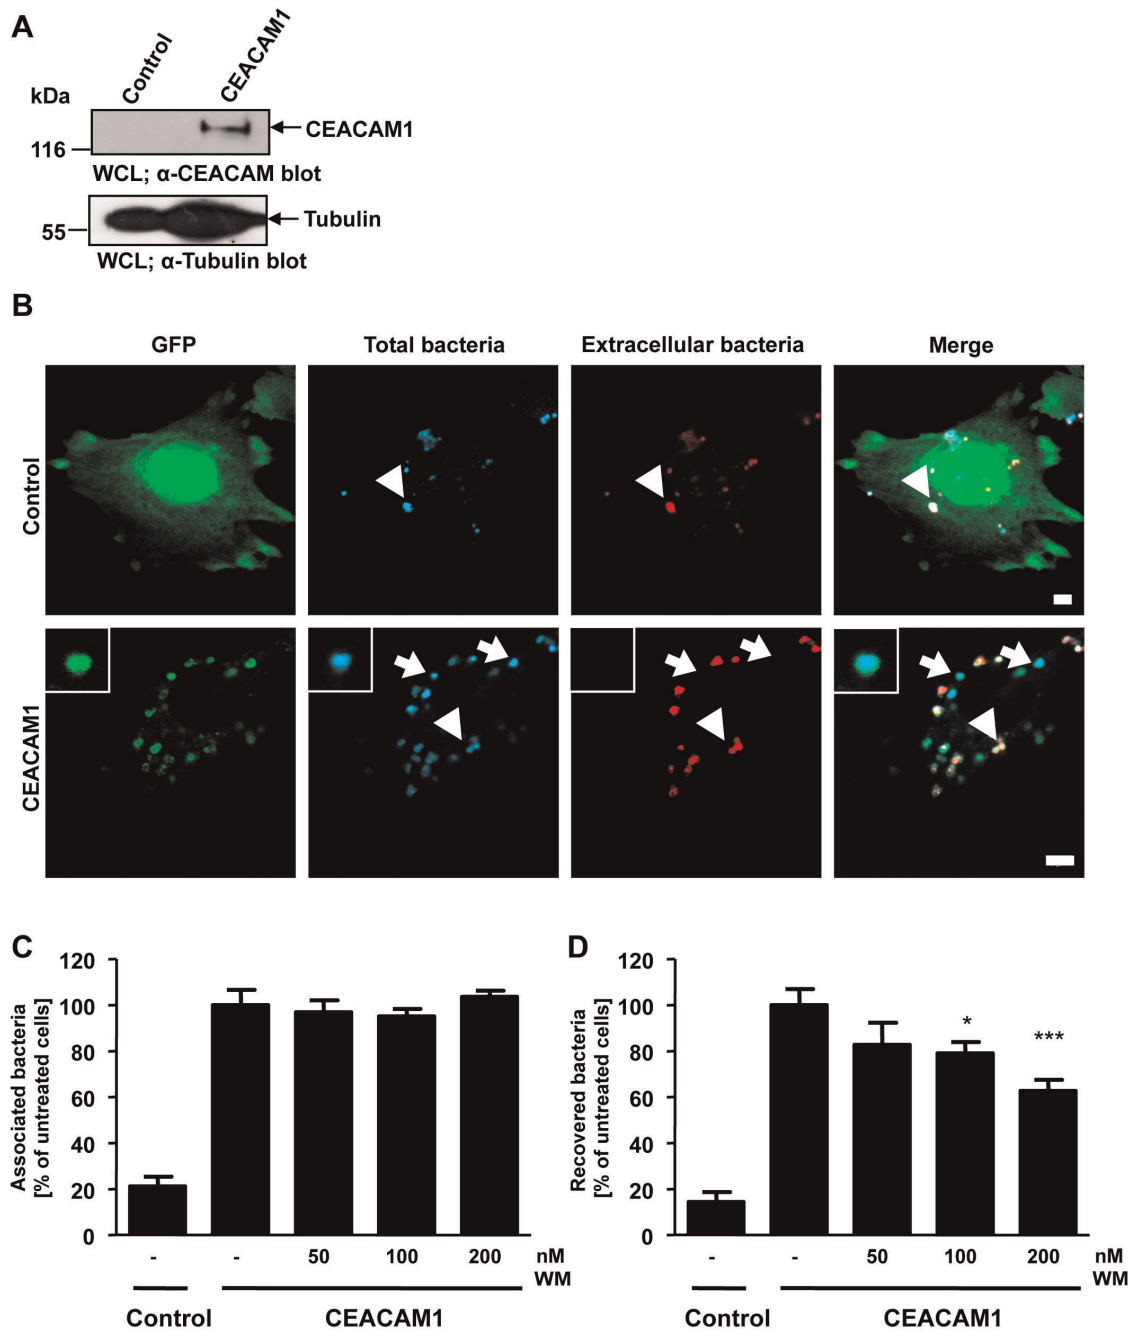 A
Control
CEACAM1
kDa
CEACAM1
116
WCL; α-CEACAM blot
Tubulin
55
WCL; α-Tubulin blot
B
GFP
Total bacteria
Extracellular bacteria
Merge
Control
CEACAM1
C
Associated bacteria
[% of untreated cells]
120
100
80
60
40
20
0
- - 50 100 200 nM
WM
Control CEACAM1
D
Recovered bacteria
[% of untreated cells]
120
100
80
60
40
20
0
* ***
- - 50 100 200 nM
WM
Control CEACAM1